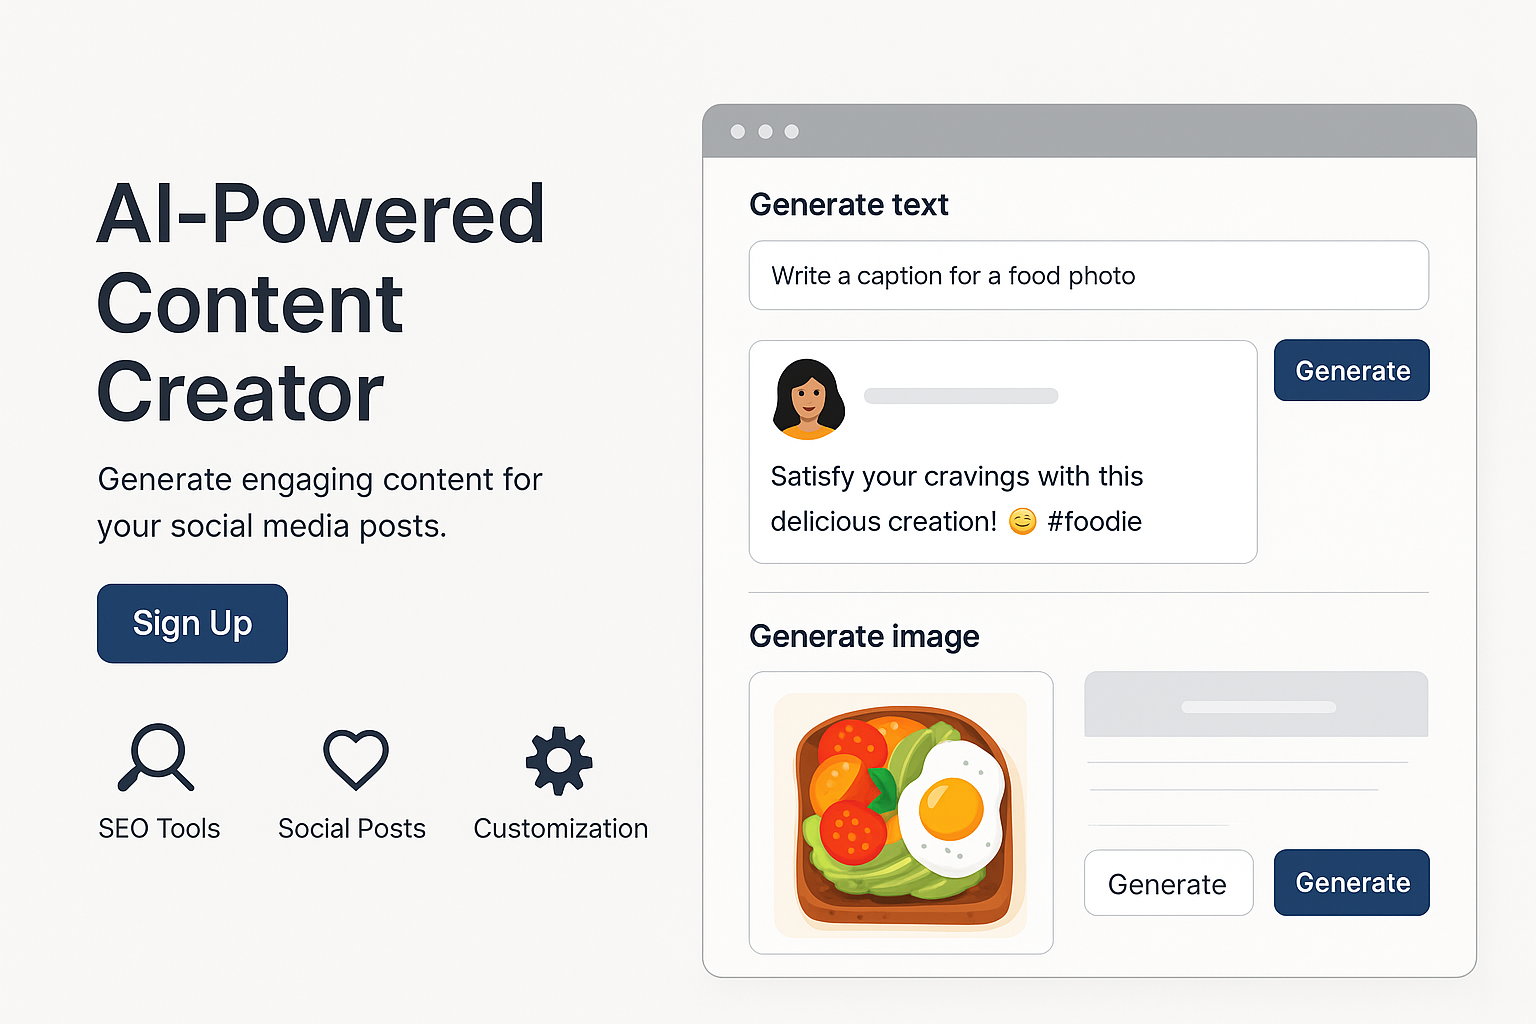 AI-Powered
Content
Creator
Generate engaging content for
your social media posts.
Sign Up
SEO Tools
Social Posts
Customization
Generate text
Write a caption for a food photo
Generate
Satisfy your cravings with this
delicious creation! 😊 #foodie
Generate image
Generate
Generate